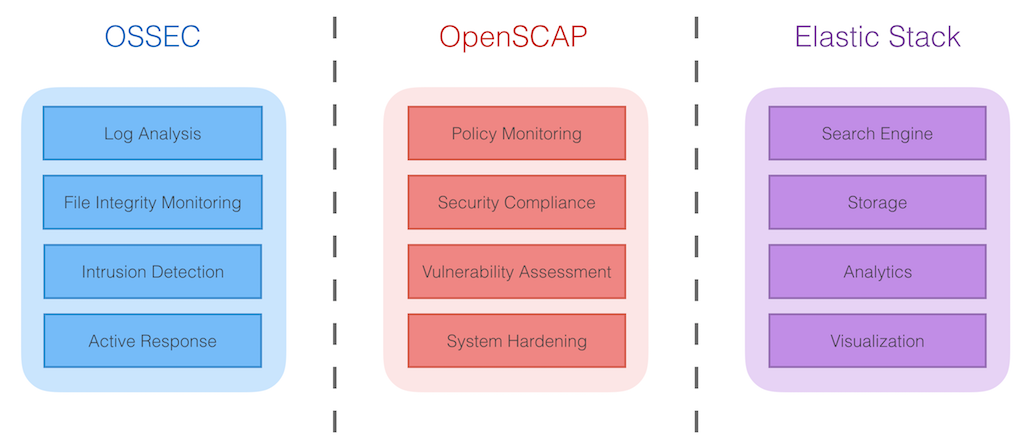 OSSEC
Log Analysis
File Integrity Monitoring
Intrusion Detection
Active Response
OpenSCAP
Policy Monitoring
Security Compliance
Vulnerability Assessment
System Hardening
Elastic Stack
Search Engine
Storage
Analytics
Visualization